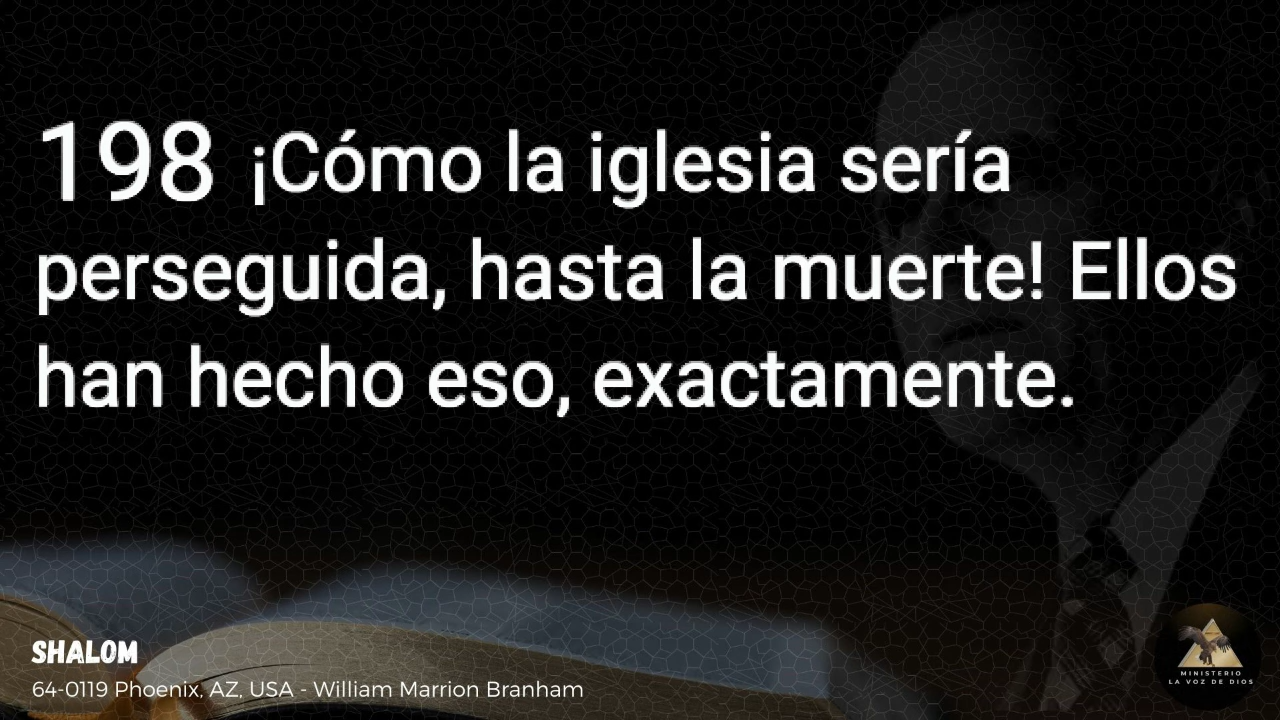 198 ¡Cómo la iglesia sería
perseguida, hasta la muerte! Ellos
han hecho eso, exactamente.
SHALOM
64-0119 Phoenix, AZ, USA - William Marrion Branham
MINISTERIO
LA VOZ DE DIOS